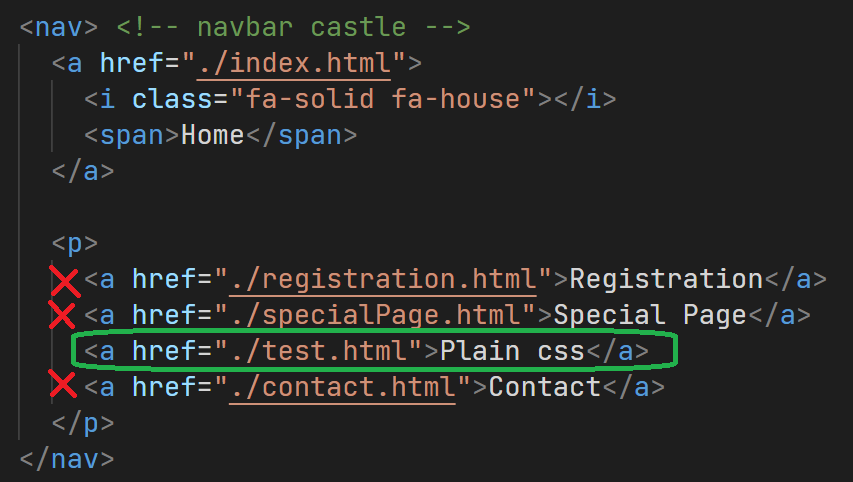 <nav> <!-- navbar castle -->
<a href="./index.html">
<i class="fa-solid fa-house"></i>
<span>Home</span>
</a>
<p>
<a href="./registration.html">Registration</a>
<a href="./specialPage.html">Special Page</a>
<a href="./test.html">Plain css</a>
<a href="./contact.html">Contact</a>
</p>
</nav>